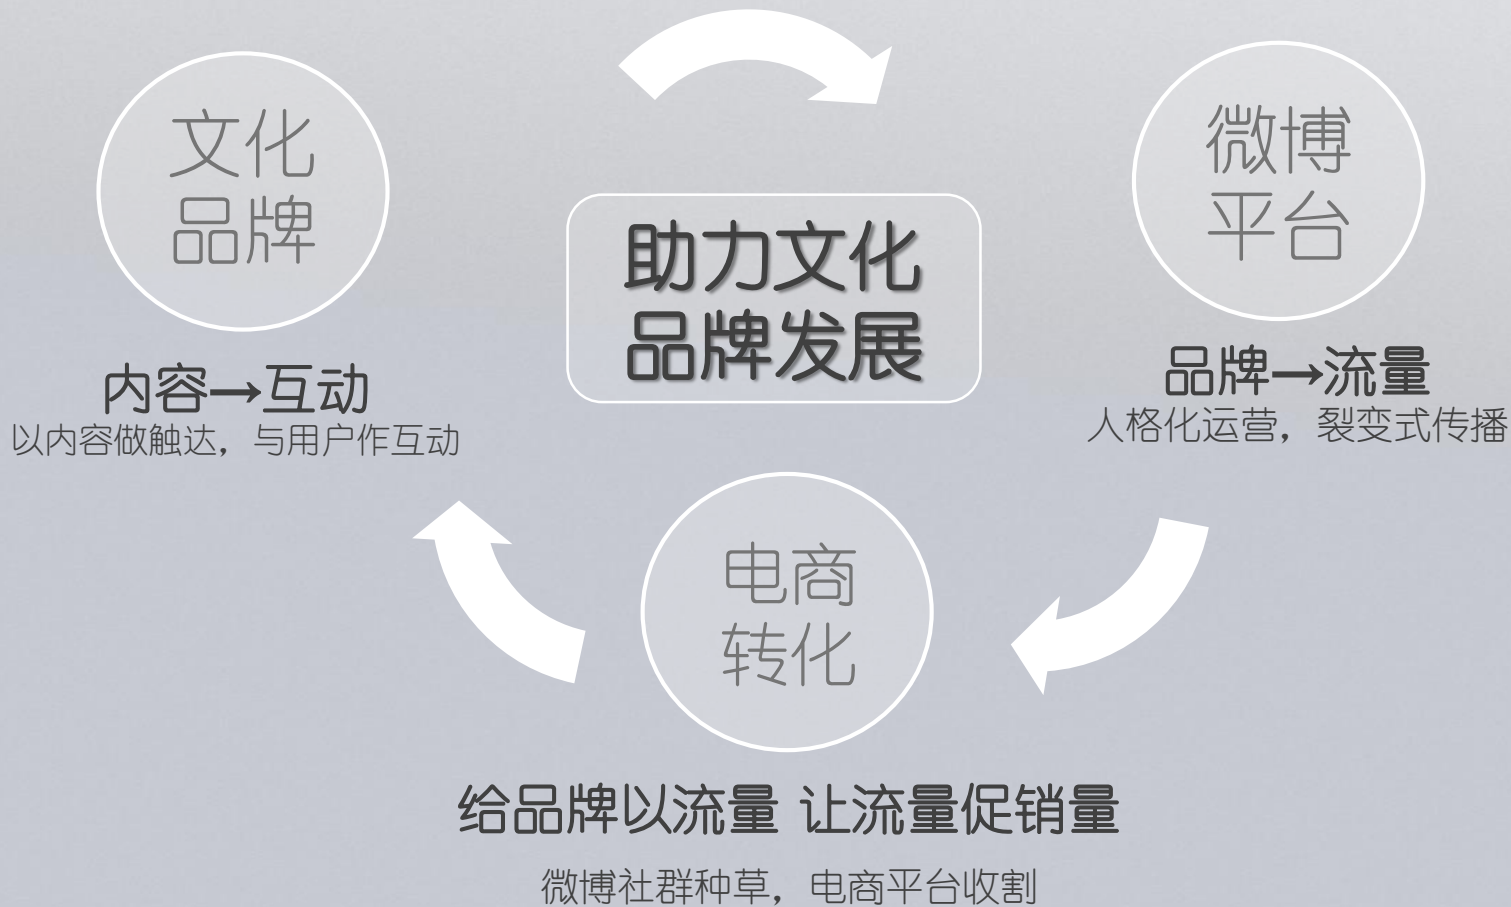 文化
品牌
内容→互动
以内容做触达，与用户作互动
助力文化
品牌发展
微博
平台
品牌→流量
人格化运营，裂变式传播
电商
转化
给品牌以流量 让流量促销量
微博社群种草，电商平台收割